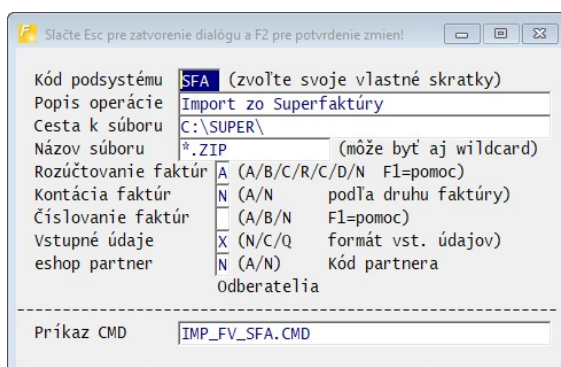 Slačte Esc pre zatvorenie dialógu a F2 pre potvrdenie zmien!
Kód podsystému SFA (zvoľte svoje vlastné skratky)
Popis operácie Import zo Superfaktúry
Cesta k súboru C:\SUPER\
Názov súboru *.ZIP (môže byť aj wildcard)
Rozúčtovanie faktúr A (A/B/C/R/C/D/N F1=pomoc)
Kontácia faktúr N (A/N podľa druhu faktúry)
Číslovanie faktúr (A/B/N F1=pomoc)
Vstupné údaje X (N/C/Q formát vst. údajov)
eshop partner N (A/N) Kód partnera
Odberatelia
Príkaz CMD IMP_FV_SFA.CMD